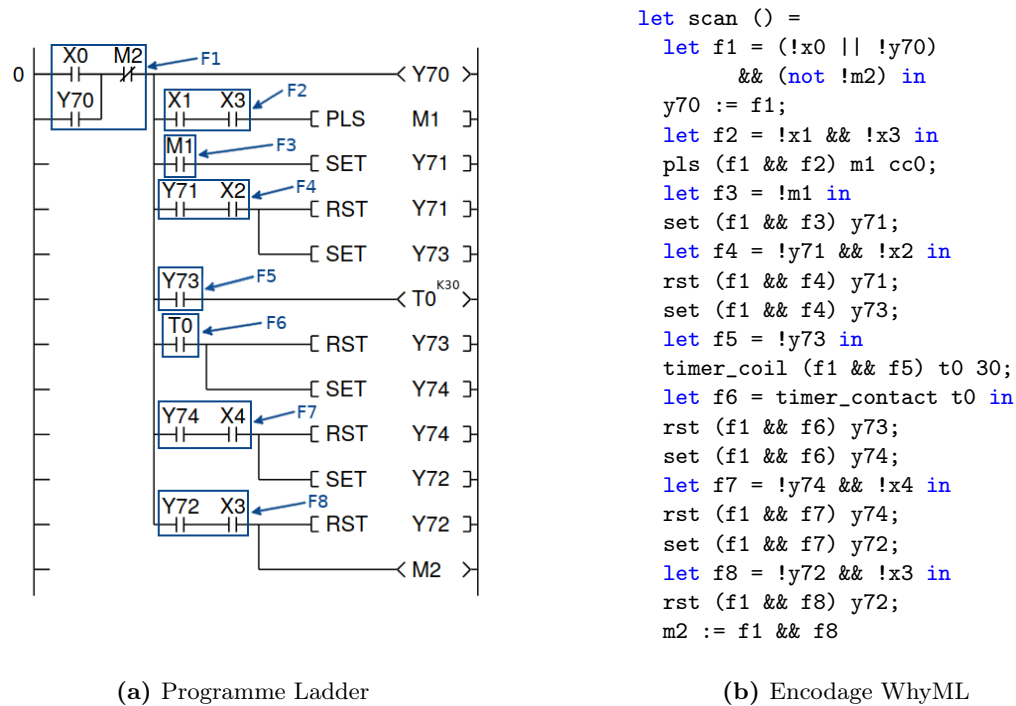 0 X0 M2 F1 Y70
Y70 X1 X3 F2 PLS M1
M1 F3 SET Y71
Y71 X2 F4 RST Y71
SET Y73
Y73 F5 T0 K30
T0 F6 RST Y73
SET Y74
Y74 X4 F7 RST Y74
SET Y72
Y72 X3 F8 RST Y72
M2
(a) Programme Ladder
let scan () =
let f1 = (!x0 || !y70)
&& (not !m2) in
y70 := f1;
let f2 = !x1 && !x3 in
pls (f1 && f2) m1 cc0;
let f3 = !m1 in
set (f1 && f3) y71;
let f4 = !y71 && !x2 in
rst (f1 && f4) y71;
set (f1 && f4) y73;
let f5 = !y73 in
timer_coil (f1 && f5) t0 30;
let f6 = timer_contact t0 in
rst (f1 && f6) y73;
set (f1 && f6) y74;
let f7 = !y74 && !x4 in
rst (f1 && f7) y74;
set (f1 && f7) y72;
let f8 = !y72 && !x3 in
rst (f1 && f8) y72;
m2 := f1 && f8
(b) Encodage WhyML